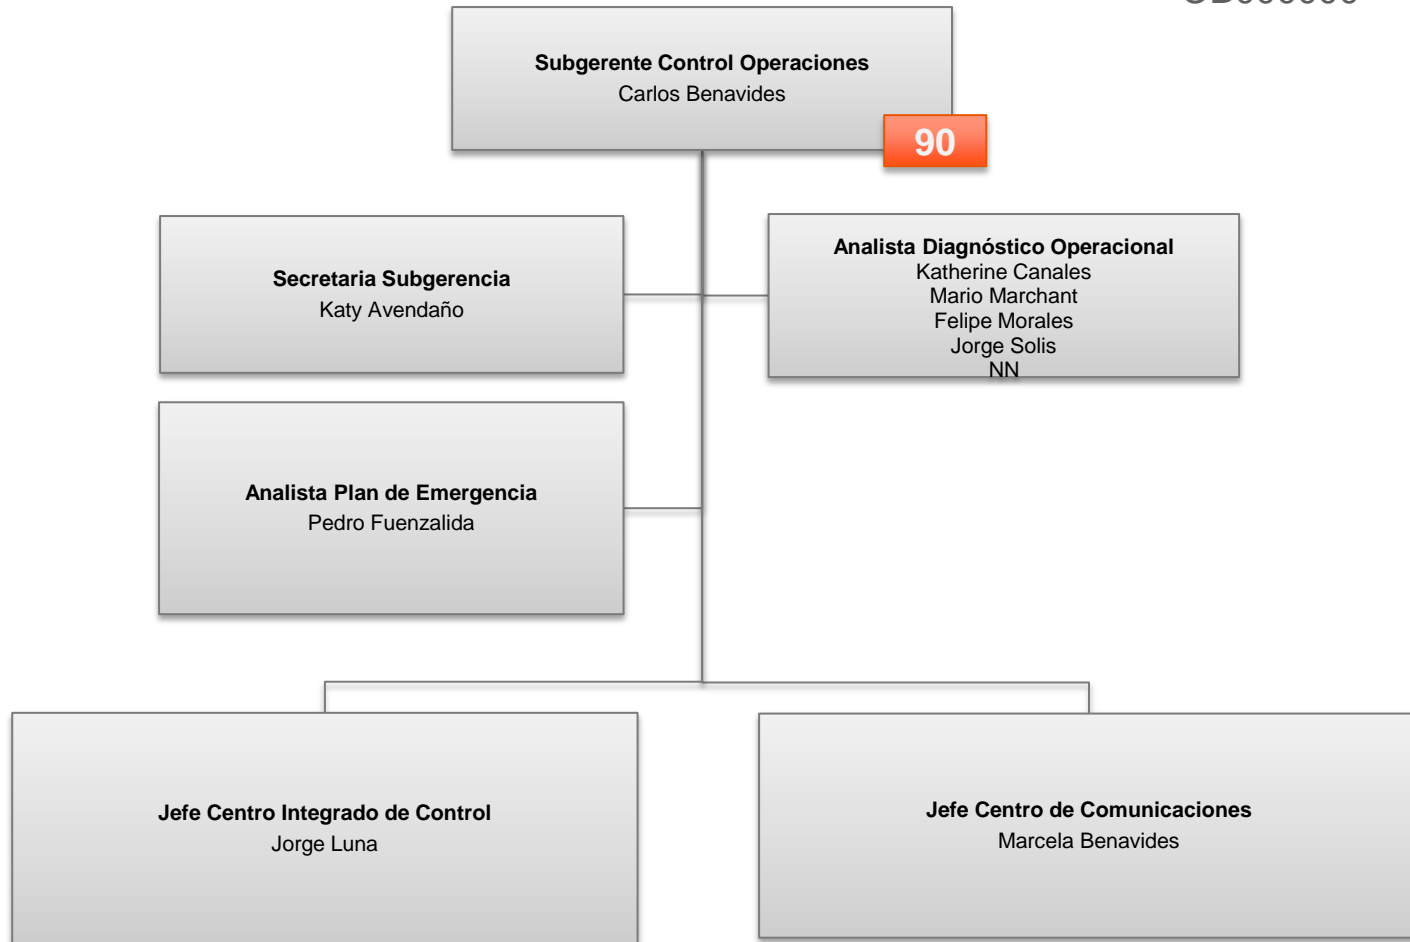 Subgerente Control Operaciones
Carlos Benavides
90
Secretaria Subgerencia
Katy Avendaño
Analista Diagnóstico Operacional
Katherine Canales
Mario Marchant
Felipe Morales
Jorge Solis
NN
Analista Plan de Emergencia
Pedro Fuenzalida
Jefe Centro Integrado de Control
Jorge Luna
Jefe Centro de Comunicaciones
Marcela Benavides